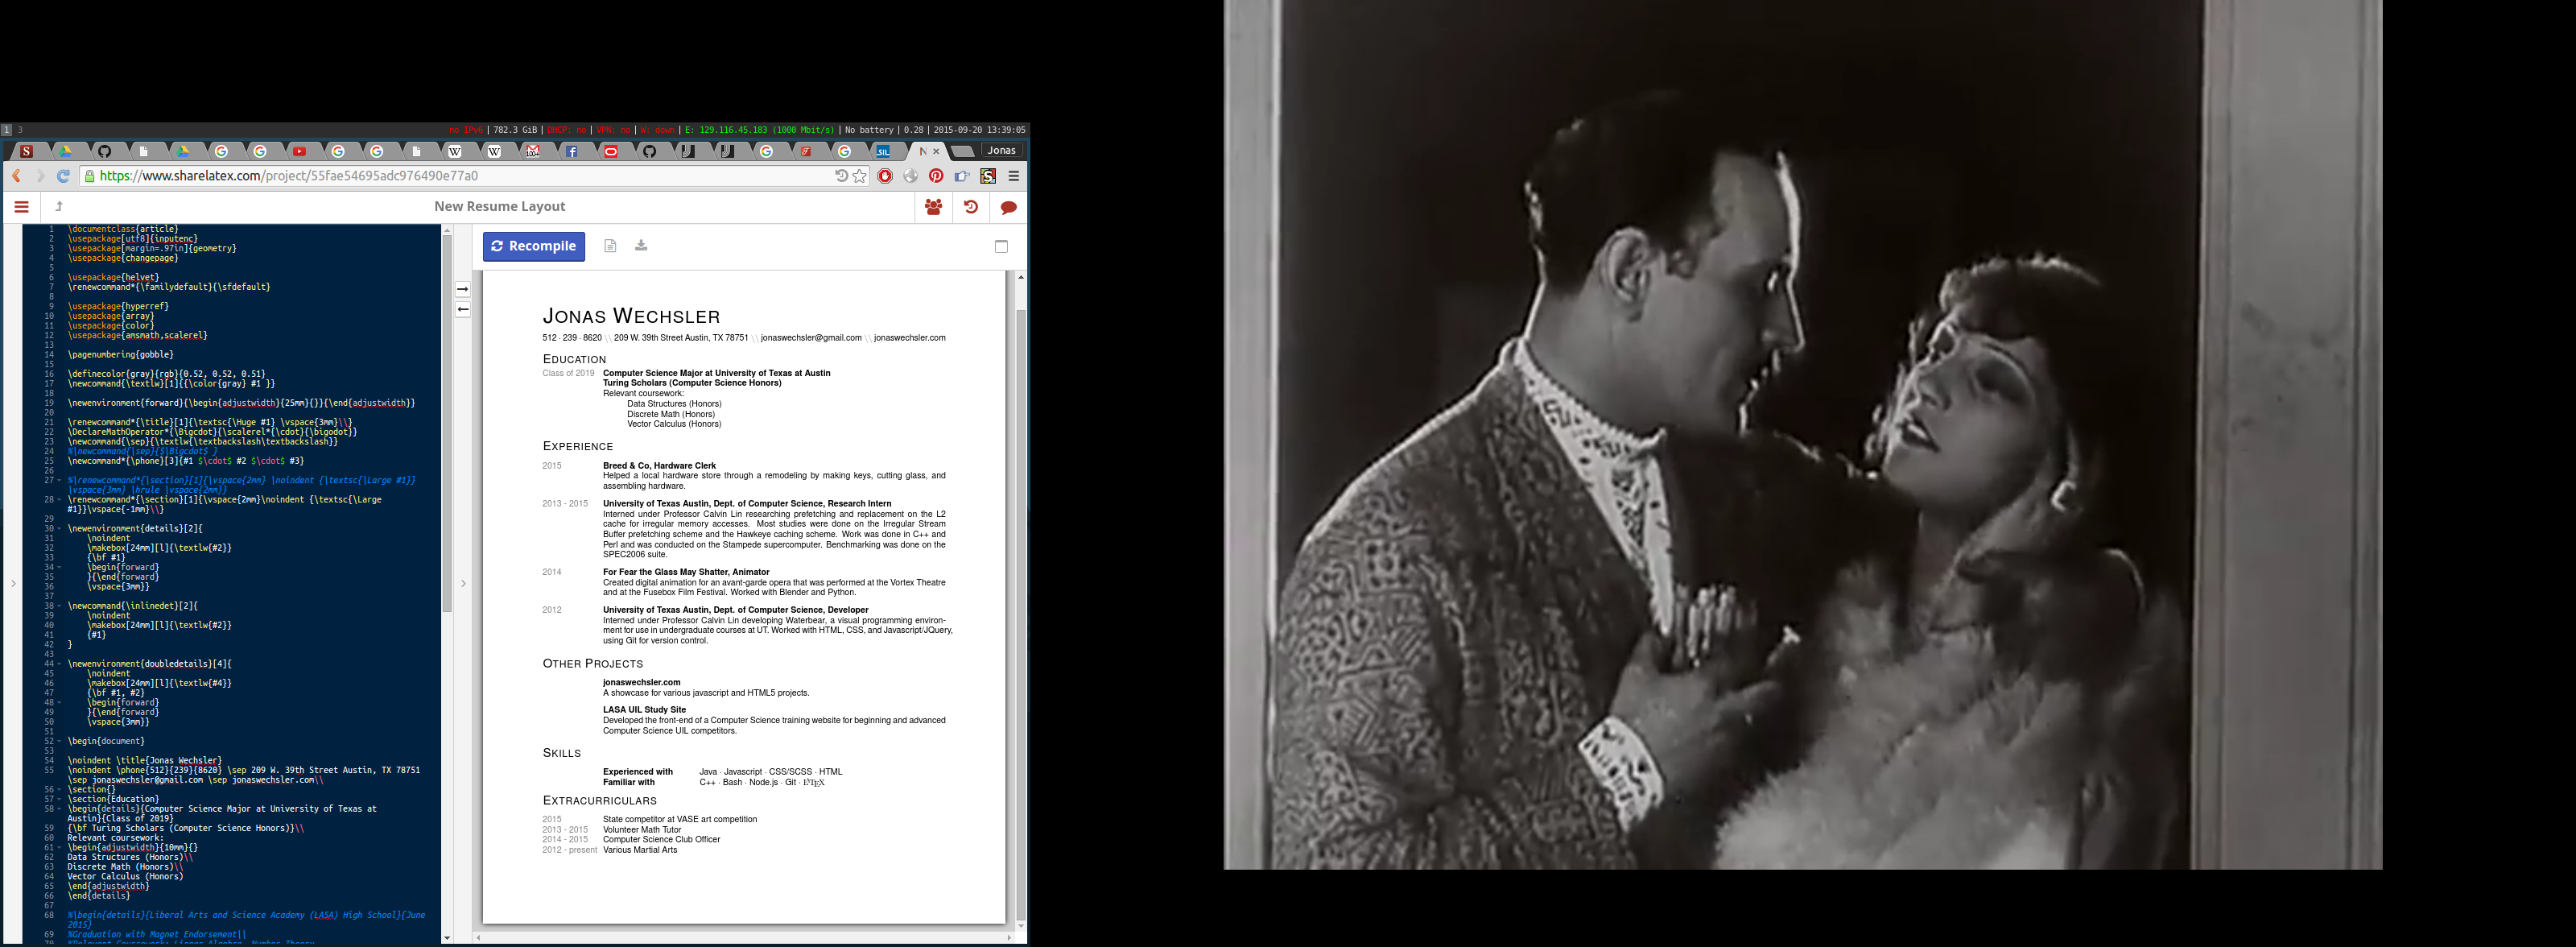 1 3 no IPv6 | 782.3 GiB | DHCP: no | VPN: no | W: down | E: 129.116.45.183 (1000 Mbit/s) | No battery | 0.28 | 2015-09-20 13:39:05
Jonas
https://www.sharelatex.com/project/55fae54695adc976490e77a0
New Resume Layout
1 \documentclass{article}
2 \usepackage[utf8]{inputenc}
3 \usepackage[margin=.97in]{geometry}
4 \usepackage{changepage}
5
6 \usepackage{helvet}
7 \renewcommand*{\familydefault}{\sfdefault}
8
9 \usepackage{hyperref}
10 \usepackage{array}
11 \usepackage{color}
12 \usepackage{amsmath,scalerel}
13
14 \pagenumbering{gobble}
15
16 \definecolor{gray}{rgb}{0.52, 0.52, 0.51}
17 \newcommand{\textlw}[1]{{\color{gray} #1 }}
18
19 \newenvironment{forward}{\begin{adjustwidth}{25mm}{}}{\end{adjustwidth}}
20
21 \renewcommand*{\title}[1]{\textsc{\Huge #1} \vspace{3mm}\\}
22 \DeclareMathOperator*{\Bigcdot}{\scalerel*{\cdot}{\bigodot}}
23 \newcommand{\sep}{\textlw{\textbackslash\textbackslash}}
24 %\newcommand{\sep}{$\Bigcdot$ }
25 \newcommand*{\phone}[3]{#1 $\cdot$ #2 $\cdot$ #3}
26
27 %\renewcommand*{\section}[1]{\vspace{2mm} \noindent {\textsc{\Large #1}}
\vspace{3mm} \hrule \vspace{2mm}}
28 \renewcommand*{\section}[1]{\vspace{2mm}\noindent {\textsc{\Large
#1}}\vspace{-1mm}\\}
29
30 \newenvironment{details}[2]{
31 \noindent
32 \makebox[24mm][l]{\textlw{#2}}
33 {\bf #1}
34 \begin{forward}
35 }{\end{forward}
36 \vspace{3mm}}
37
38 \newcommand{\inlinedet}[2]{
39 \noindent
40 \makebox[24mm][l]{\textlw{#2}}
41 {#1}
42 }
43
44 \newenvironment{doubledetails}[4]{
45 \noindent
46 \makebox[24mm][l]{\textlw{#4}}
47 {\bf #1, #2}
48 \begin{forward}
49 }{\end{forward}
50 \vspace{3mm}}
51
52 \begin{document}
53
54 \noindent \title{Jonas Wechsler}
55 \noindent \phone{512}{239}{8620} \sep 209 W. 39th Street Austin, TX 78751
\sep jonaswechsler@gmail.com \sep jonaswechsler.com\\
56 \section{}
57 \section{Education}
58 \begin{details}{Computer Science Major at University of Texas at
Austin}{Class of 2019}
59 {\bf Turing Scholars (Computer Science Honors)}\\
60 Relevant coursework:
61 \begin{adjustwidth}{10mm}{}
62 Data Structures (Honors)\\
63 Discrete Math (Honors)\\
64 Vector Calculus (Honors)
65 \end{adjustwidth}
66 \end{details}
67
68 %\begin{details}{Liberal Arts and Science Academy (LASA) High School}{June
2015}
69 %Graduation with Magnet Endorsement\\
Recompile
JONAS WECHSLER
512 · 239 · 8620 \\ 209 W. 39th Street Austin, TX 78751 \\ jonaswechsler@gmail.com \\ jonaswechsler.com
EDUCATION
Class of 2019 Computer Science Major at University of Texas at Austin
Turing Scholars (Computer Science Honors)
Relevant coursework:
Data Structures (Honors)
Discrete Math (Honors)
Vector Calculus (Honors)
EXPERIENCE
2015 Breed & Co, Hardware Clerk
Helped a local hardware store through a remodeling by making keys, cutting glass, and
assembling hardware.
2013 - 2015 University of Texas Austin, Dept. of Computer Science, Research Intern
Interned under Professor Calvin Lin researching prefetching and replacement on the L2
cache for irregular memory accesses. Most studies were done on the Irregular Stream
Buffer prefetching scheme and the Hawkeye caching scheme. Work was done in C++ and
Perl and was conducted on the Stampede supercomputer. Benchmarking was done on the
SPEC2006 suite.
2014 For Fear the Glass May Shatter, Animator
Created digital animation for an avant-garde opera that was performed at the Vortex Theatre
and at the Fusebox Film Festival. Worked with Blender and Python.
2012 University of Texas Austin, Dept. of Computer Science, Developer
Interned under Professor Calvin Lin developing Waterbear, a visual programming environ-
ment for use in undergraduate courses at UT. Worked with HTML, CSS, and Javascript/JQuery,
using Git for version control.
OTHER PROJECTS
jonaswechsler.com
A showcase for various javascript and HTML5 projects.
LASA UIL Study Site
Developed the front-end of a Computer Science training website for beginning and advanced
Computer Science UIL competitors.
SKILLS
Experienced with Java · Javascript · CSS/SCSS · HTML
Familiar with C++ · Bash · Node.js · Git · LATEX
EXTRACURRICULARS
2015 State competitor at VASE art competition
2013 - 2015 Volunteer Math Tutor
2014 - 2015 Computer Science Club Officer
2012 - present Various Martial Arts